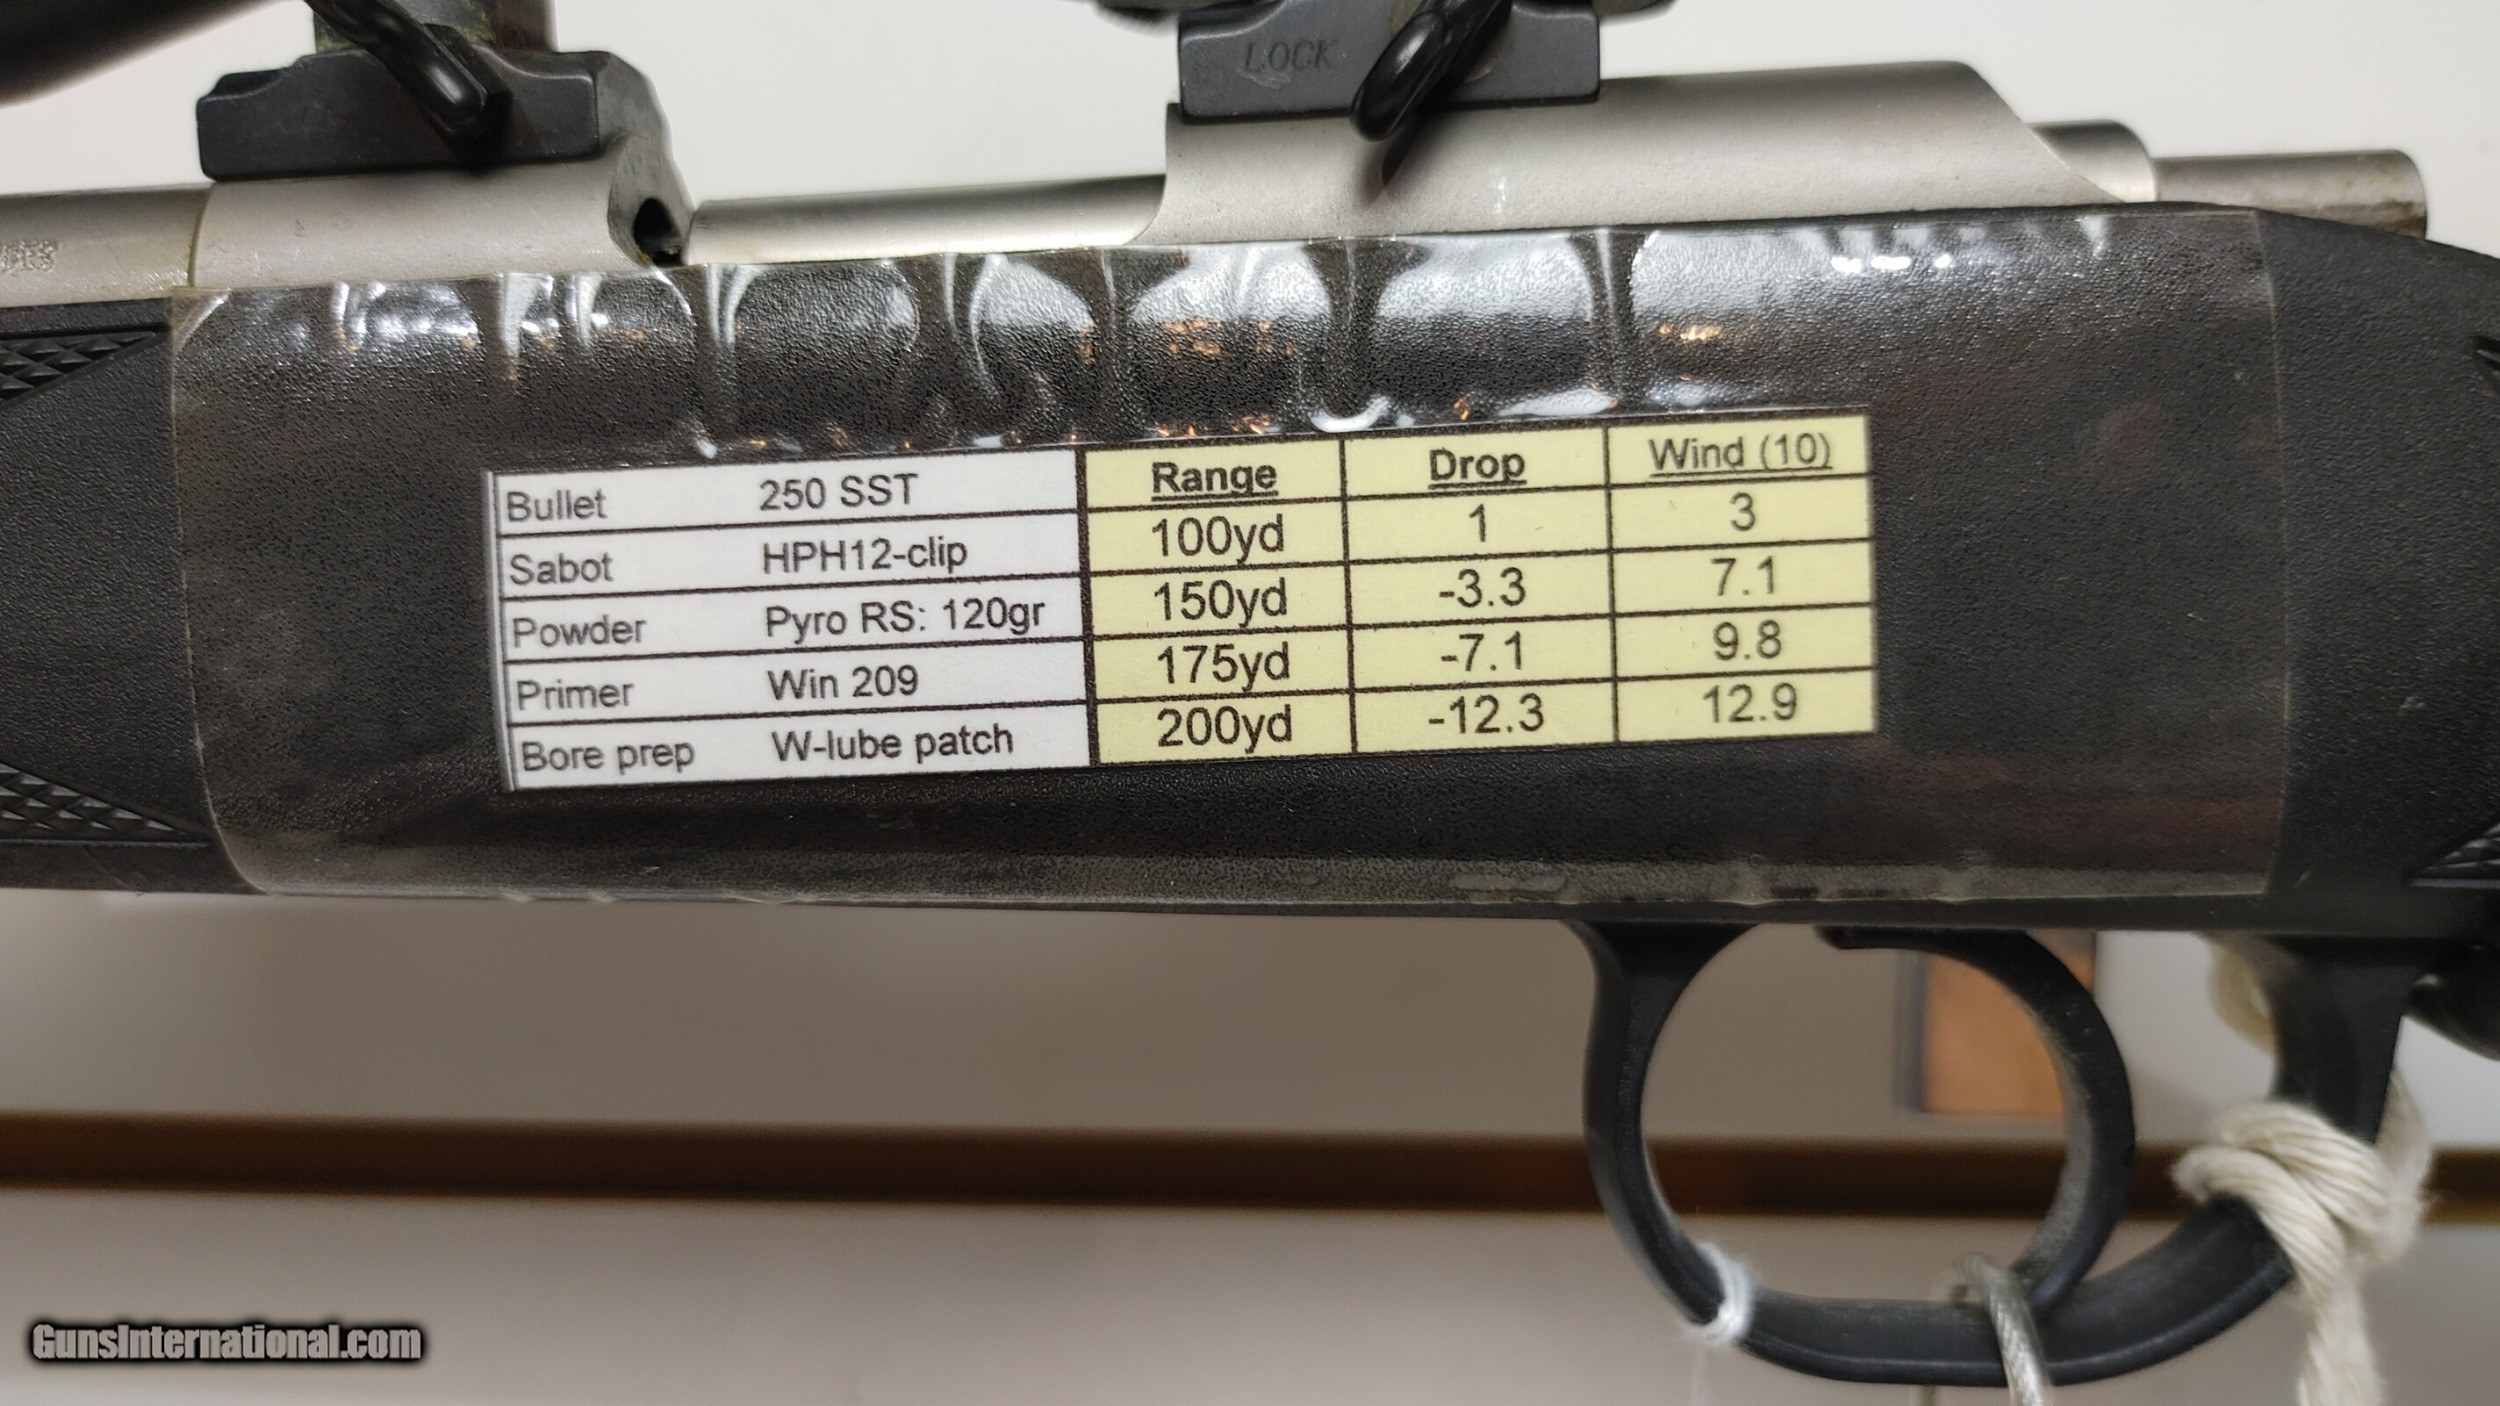 LOCK
Bullet 250 SST
Sabot HPH12-clip
Powder Pyro RS: 120gr
Primer Win 209
Bore prep W-lube patch
Range Drop Wind (10)
100yd 1 3
150yd -3.3 7.1
175yd -7.1 9.8
200yd -12.3 12.9
GunsInternational.com